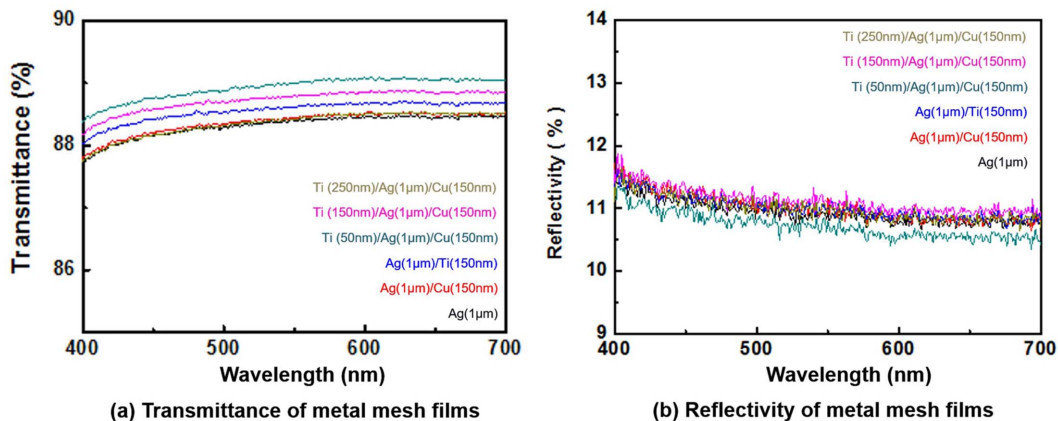 90
88
86
Transmittance (%)
Ti (250nm)/Ag(1μm)/Cu(150nm)
Ti (150nm)/Ag(1μm)/Cu(150nm)
Ti (50nm)/Ag(1μm)/Cu(150nm)
Ag(1μm)/Ti(150nm)
Ag(1μm)/Cu(150nm)
Ag(1μm)
400 500 600 700
Wavelength (nm)
(a) Transmittance of metal mesh films
14
13
12
11
10
9
Reflectivity ( % )
Ti (250nm)/Ag(1μm)/Cu(150nm)
Ti (150nm)/Ag(1μm)/Cu(150nm)
Ti (50nm)/Ag(1μm)/Cu(150nm)
Ag(1μm)/Ti(150nm)
Ag(1μm)/Cu(150nm)
Ag(1μm)
400 500 600 700
Wavelength (nm)
(b) Reflectivity of metal mesh films